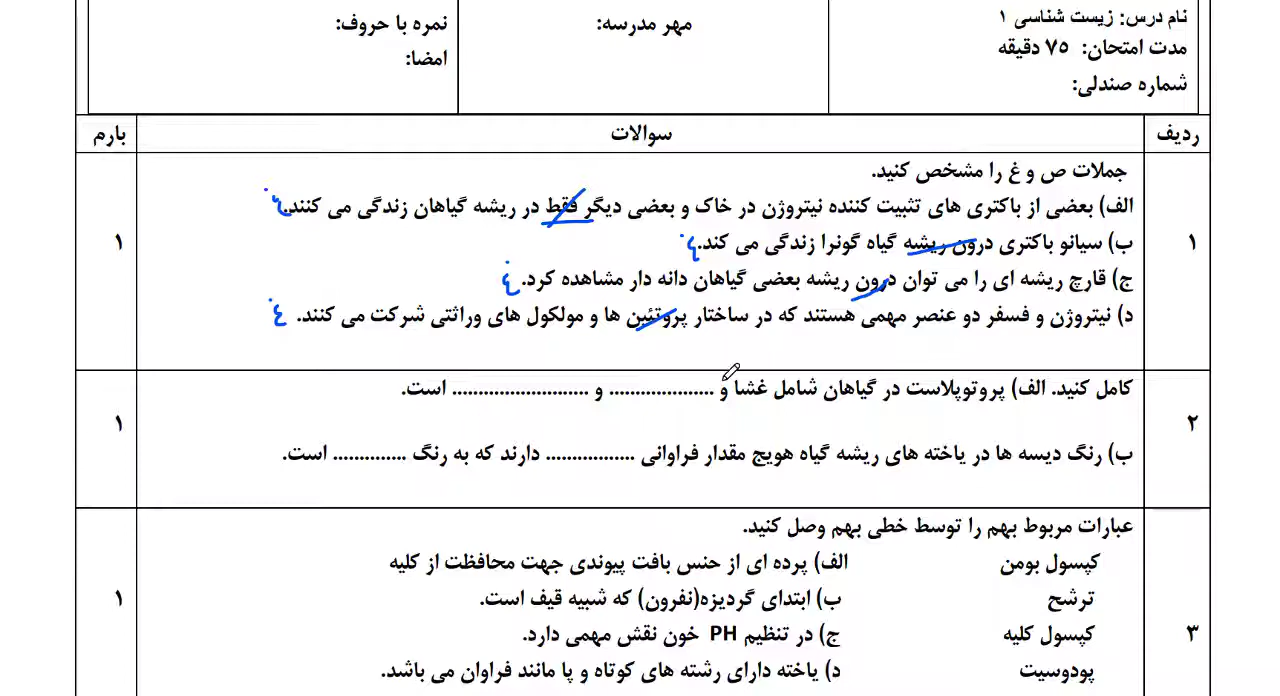 نام درس: زیست شناسی ۱
مدت امتحان: ۷۵ دقیقه
شماره صندلی:
مهر مدرسه:
نمره با حروف:
امضا:
ردیف سوالات بارم
جملات ص و غ را مشخص کنید.
الف) بعضی از باکتری های تثبیت کننده نیتروژن در خاک و بعضی دیگر فقط در ریشه گیاهان زندگی می کنند. غ
۱ ب) سیانو باکتری درون ریشه گیاه گونرا زندگی می کند. غ ۱
ج) قارچ ریشه ای را می توان درون ریشه بعضی گیاهان دانه دار مشاهده کرد. غ
د) نیتروژن و فسفر دو عنصر مهمی هستند که در ساختار پروتئین ها و مولکول های وراثتی شرکت می کنند. غ
کامل کنید. الف) پروتوپلاست در گیاهان شامل غشا و ..................... و ........................... است.
۲ ۱
ب) رنگ دیسه ها در یاخته های ریشه گیاه هویج مقدار فراوانی ................. دارند که به رنگ .............. است.
عبارات مربوط بهم را توسط خطی بهم وصل کنید.
کپسول بومن الف) پرده ای از حنس بافت پیوندی جهت محافظت از کلیه
ترشح ب) ابتدای گردیزه(نفرون) که شبیه قیف است. ۱
۳ کپسول کلیه ج) در تنظیم PH خون نقش مهمی دارد.
پودوسیت د) یاخته دارای رشته های کوتاه و پا مانند فراوان می باشد.